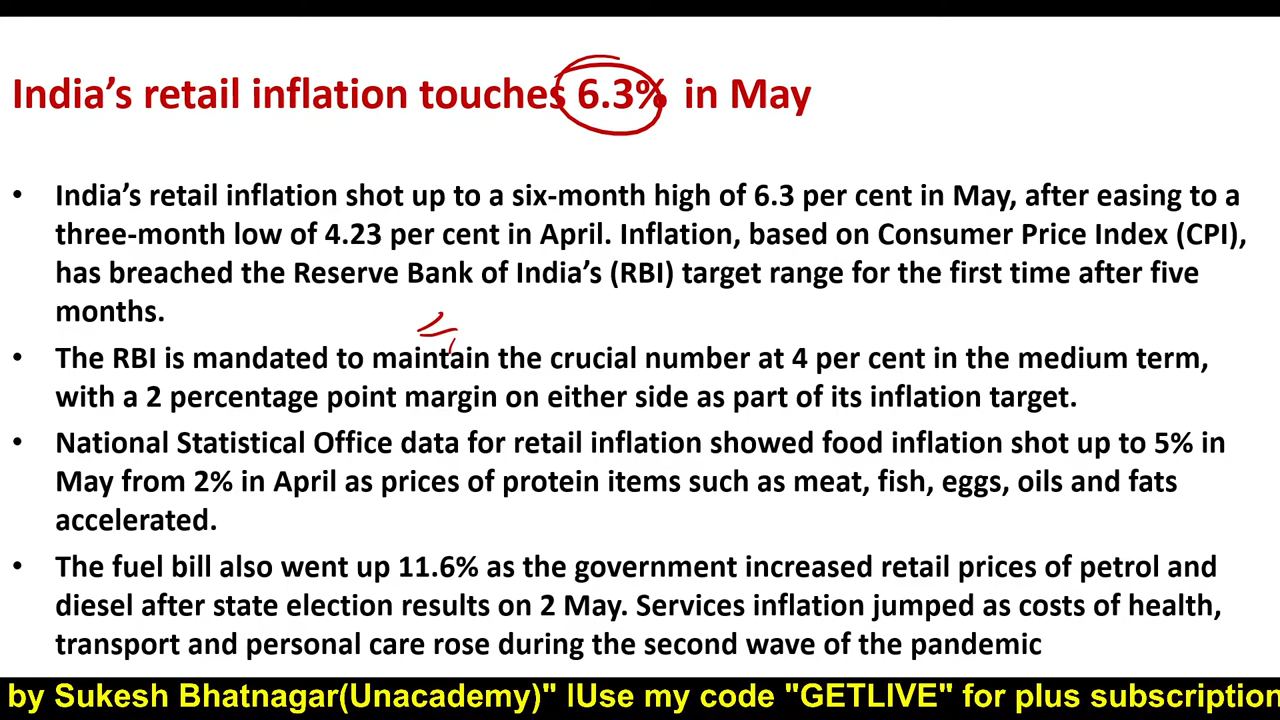 India's retail inflation touches 6.3% in May
• India's retail inflation shot up to a six-month high of 6.3 per cent in May, after easing to a
three-month low of 4.23 per cent in April. Inflation, based on Consumer Price Index (CPI),
has breached the Reserve Bank of India's (RBI) target range for the first time after five
months.
• The RBI is mandated to maintain the crucial number at 4 per cent in the medium term,
with a 2 percentage point margin on either side as part of its inflation target.
• National Statistical Office data for retail inflation showed food inflation shot up to 5% in
May from 2% in April as prices of protein items such as meat, fish, eggs, oils and fats
accelerated.
• The fuel bill also went up 11.6% as the government increased retail prices of petrol and
diesel after state election results on 2 May. Services inflation jumped as costs of health,
transport and personal care rose during the second wave of the pandemic
by Sukesh Bhatnagar(Unacademy)" |Use my code "GETLIVE" for plus subscription